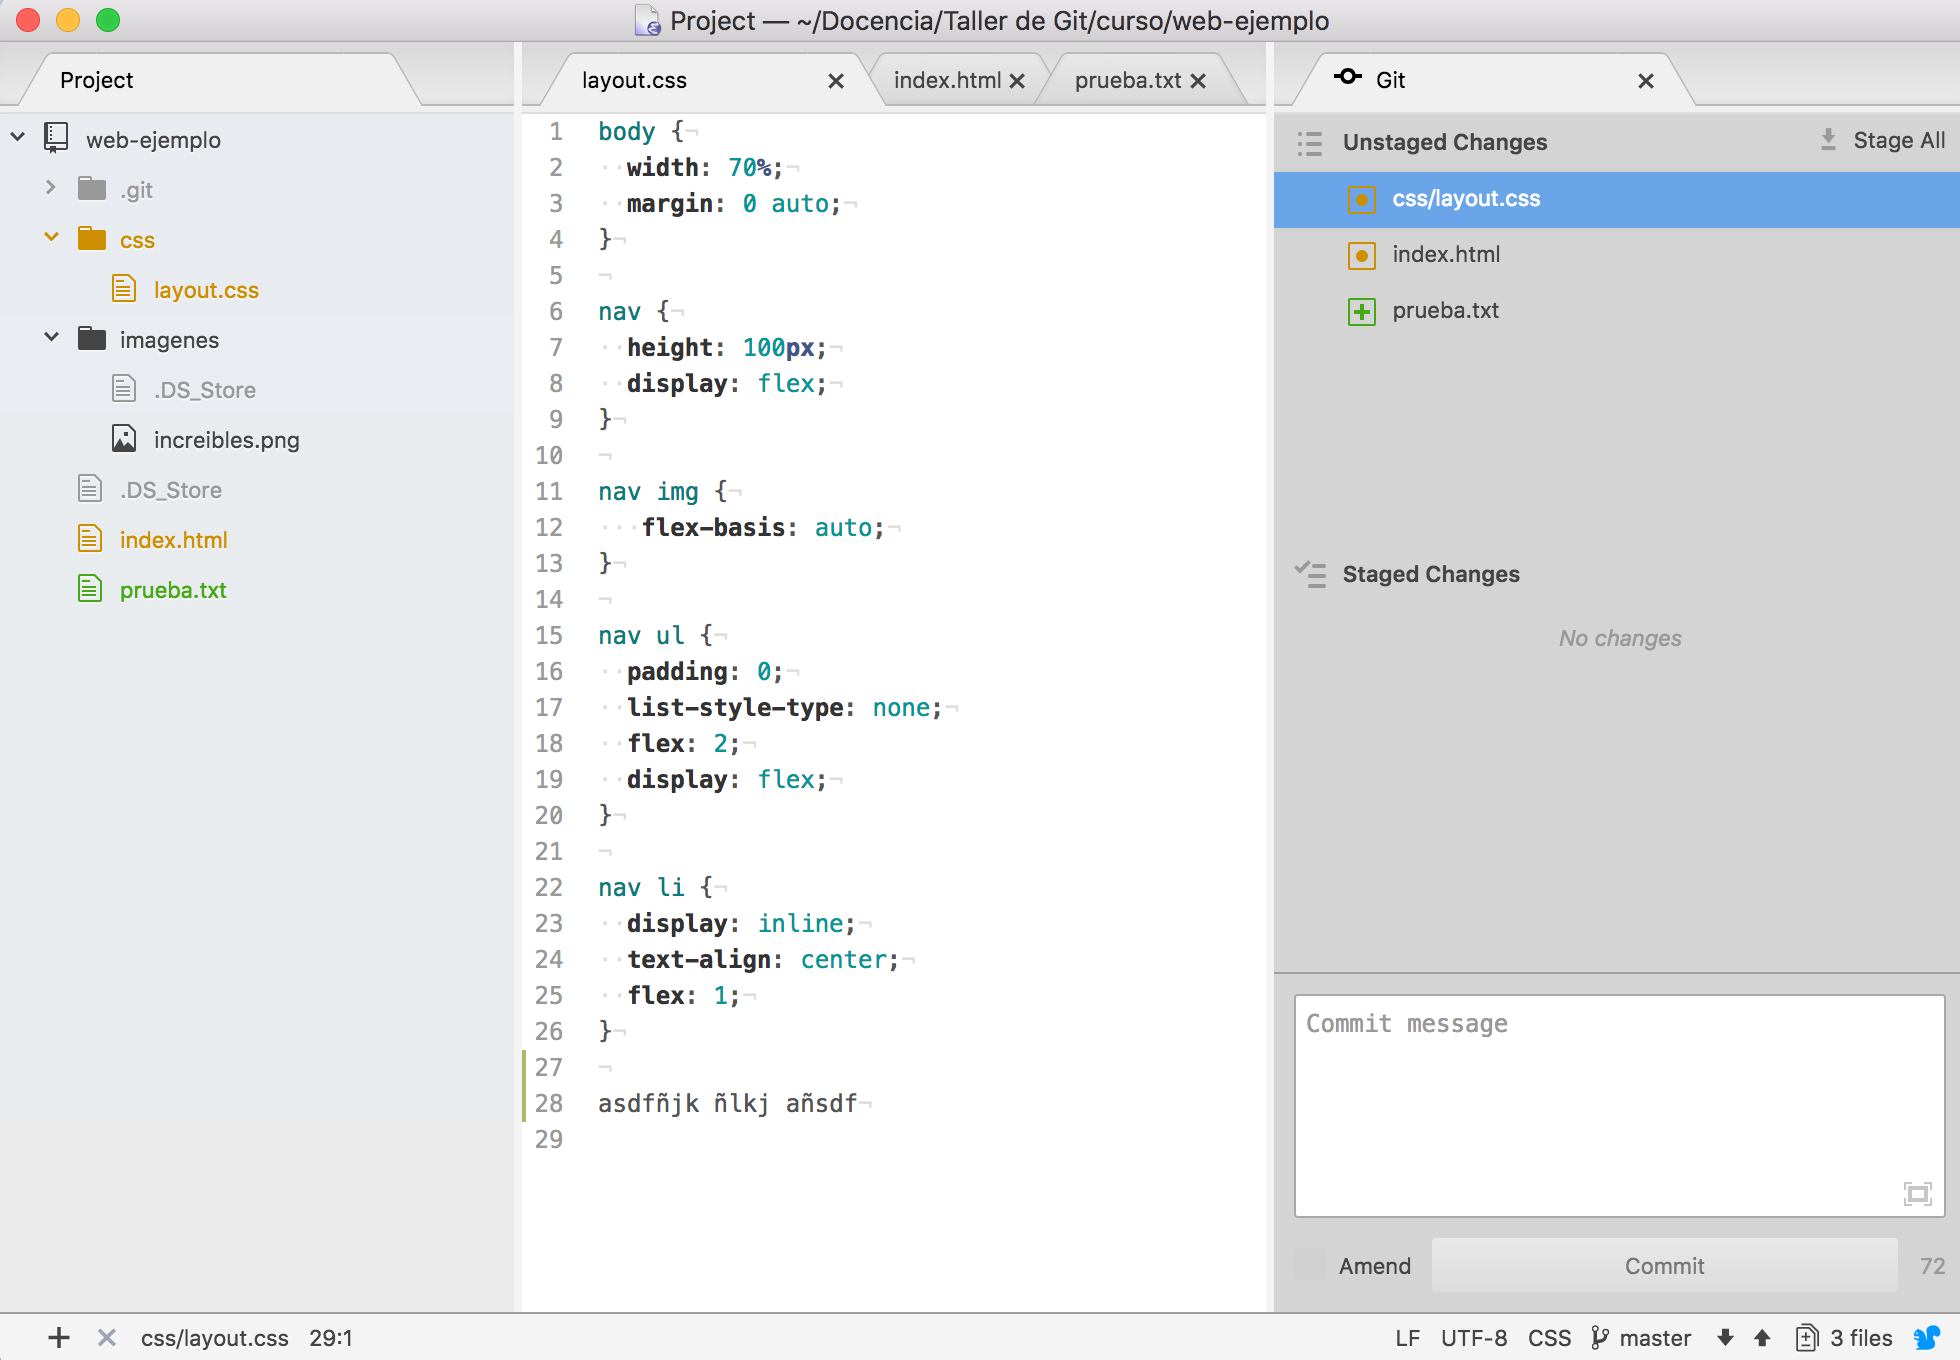 Project — ~/Docencia/Taller de Git/curso/web-ejemplo
Project
web-ejemplo
.git
css
layout.css
imagenes
.DS_Store
increibles.png
.DS_Store
index.html
prueba.txt
layout.css
index.html
prueba.txt
1 body {¬
2 ··width: 70%;¬
3 ··margin: 0 auto;¬
4 }¬
5 ¬
6 nav {¬
7 ··height: 100px;¬
8 ··display: flex;¬
9 }¬
10 ¬
11 nav img {¬
12 ···flex-basis: auto;¬
13 }¬
14 ¬
15 nav ul {¬
16 ··padding: 0;¬
17 ··list-style-type: none;¬
18 ··flex: 2;¬
19 ··display: flex;¬
20 }¬
21 ¬
22 nav li {¬
23 ··display: inline;¬
24 ··text-align: center;¬
25 ··flex: 1;¬
26 }¬
27 ¬
28 asdfñjk ñlkj añsdf¬
29
Git
Unstaged Changes
Stage All
css/layout.css
index.html
prueba.txt
Staged Changes
No changes
Commit message
Amend
Commit
72
css/layout.css 29:1
LF UTF-8 CSS master 3 files